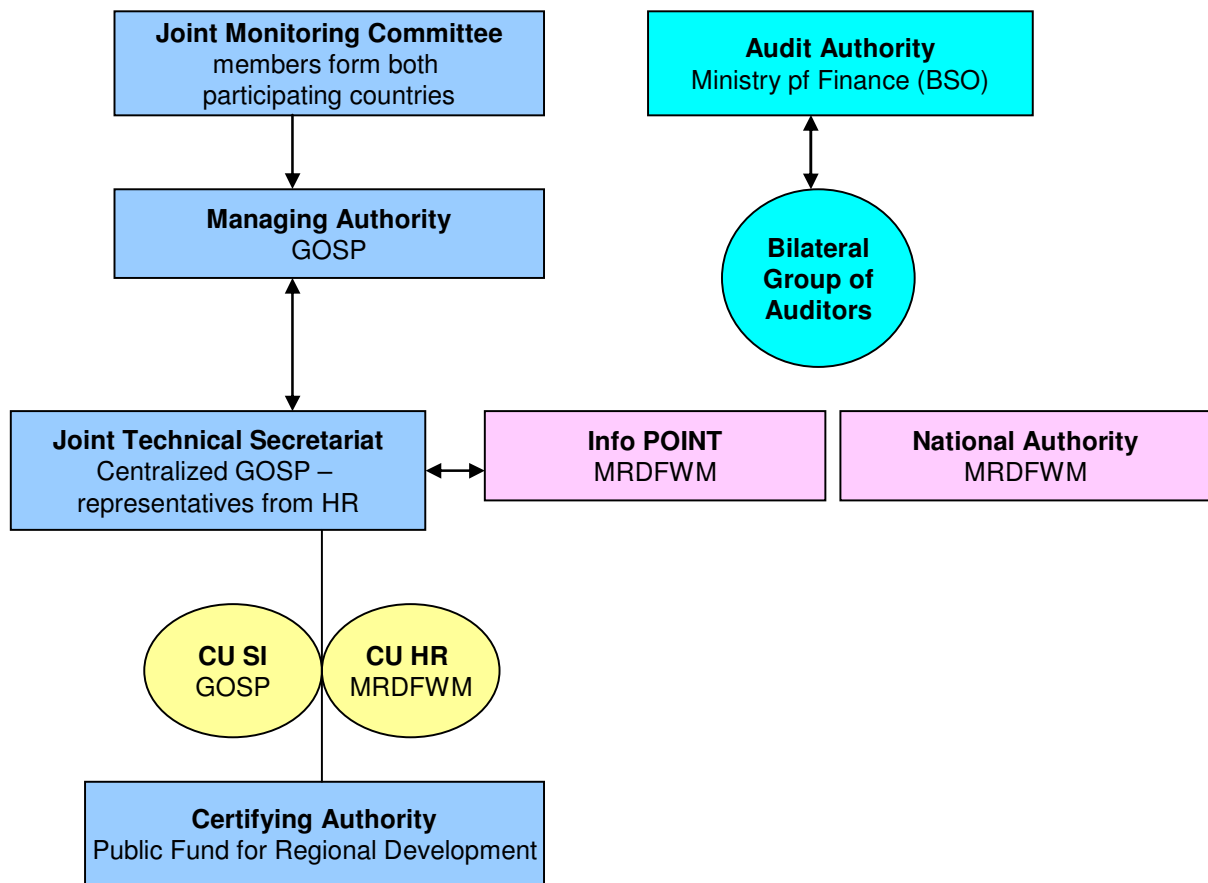 Joint Monitoring Committee
members form both
participating countries
Audit Authority
Ministry pf Finance (BSO)
Managing Authority
GOSP
Bilateral
Group of
Auditors
Joint Technical Secretariat
Centralized GOSP –
representatives from HR
Info POINT
MRDFWM
National Authority
MRDFWM
CU SI
GOSP
CU HR
MRDFWM
Certifying Authority
Public Fund for Regional Development